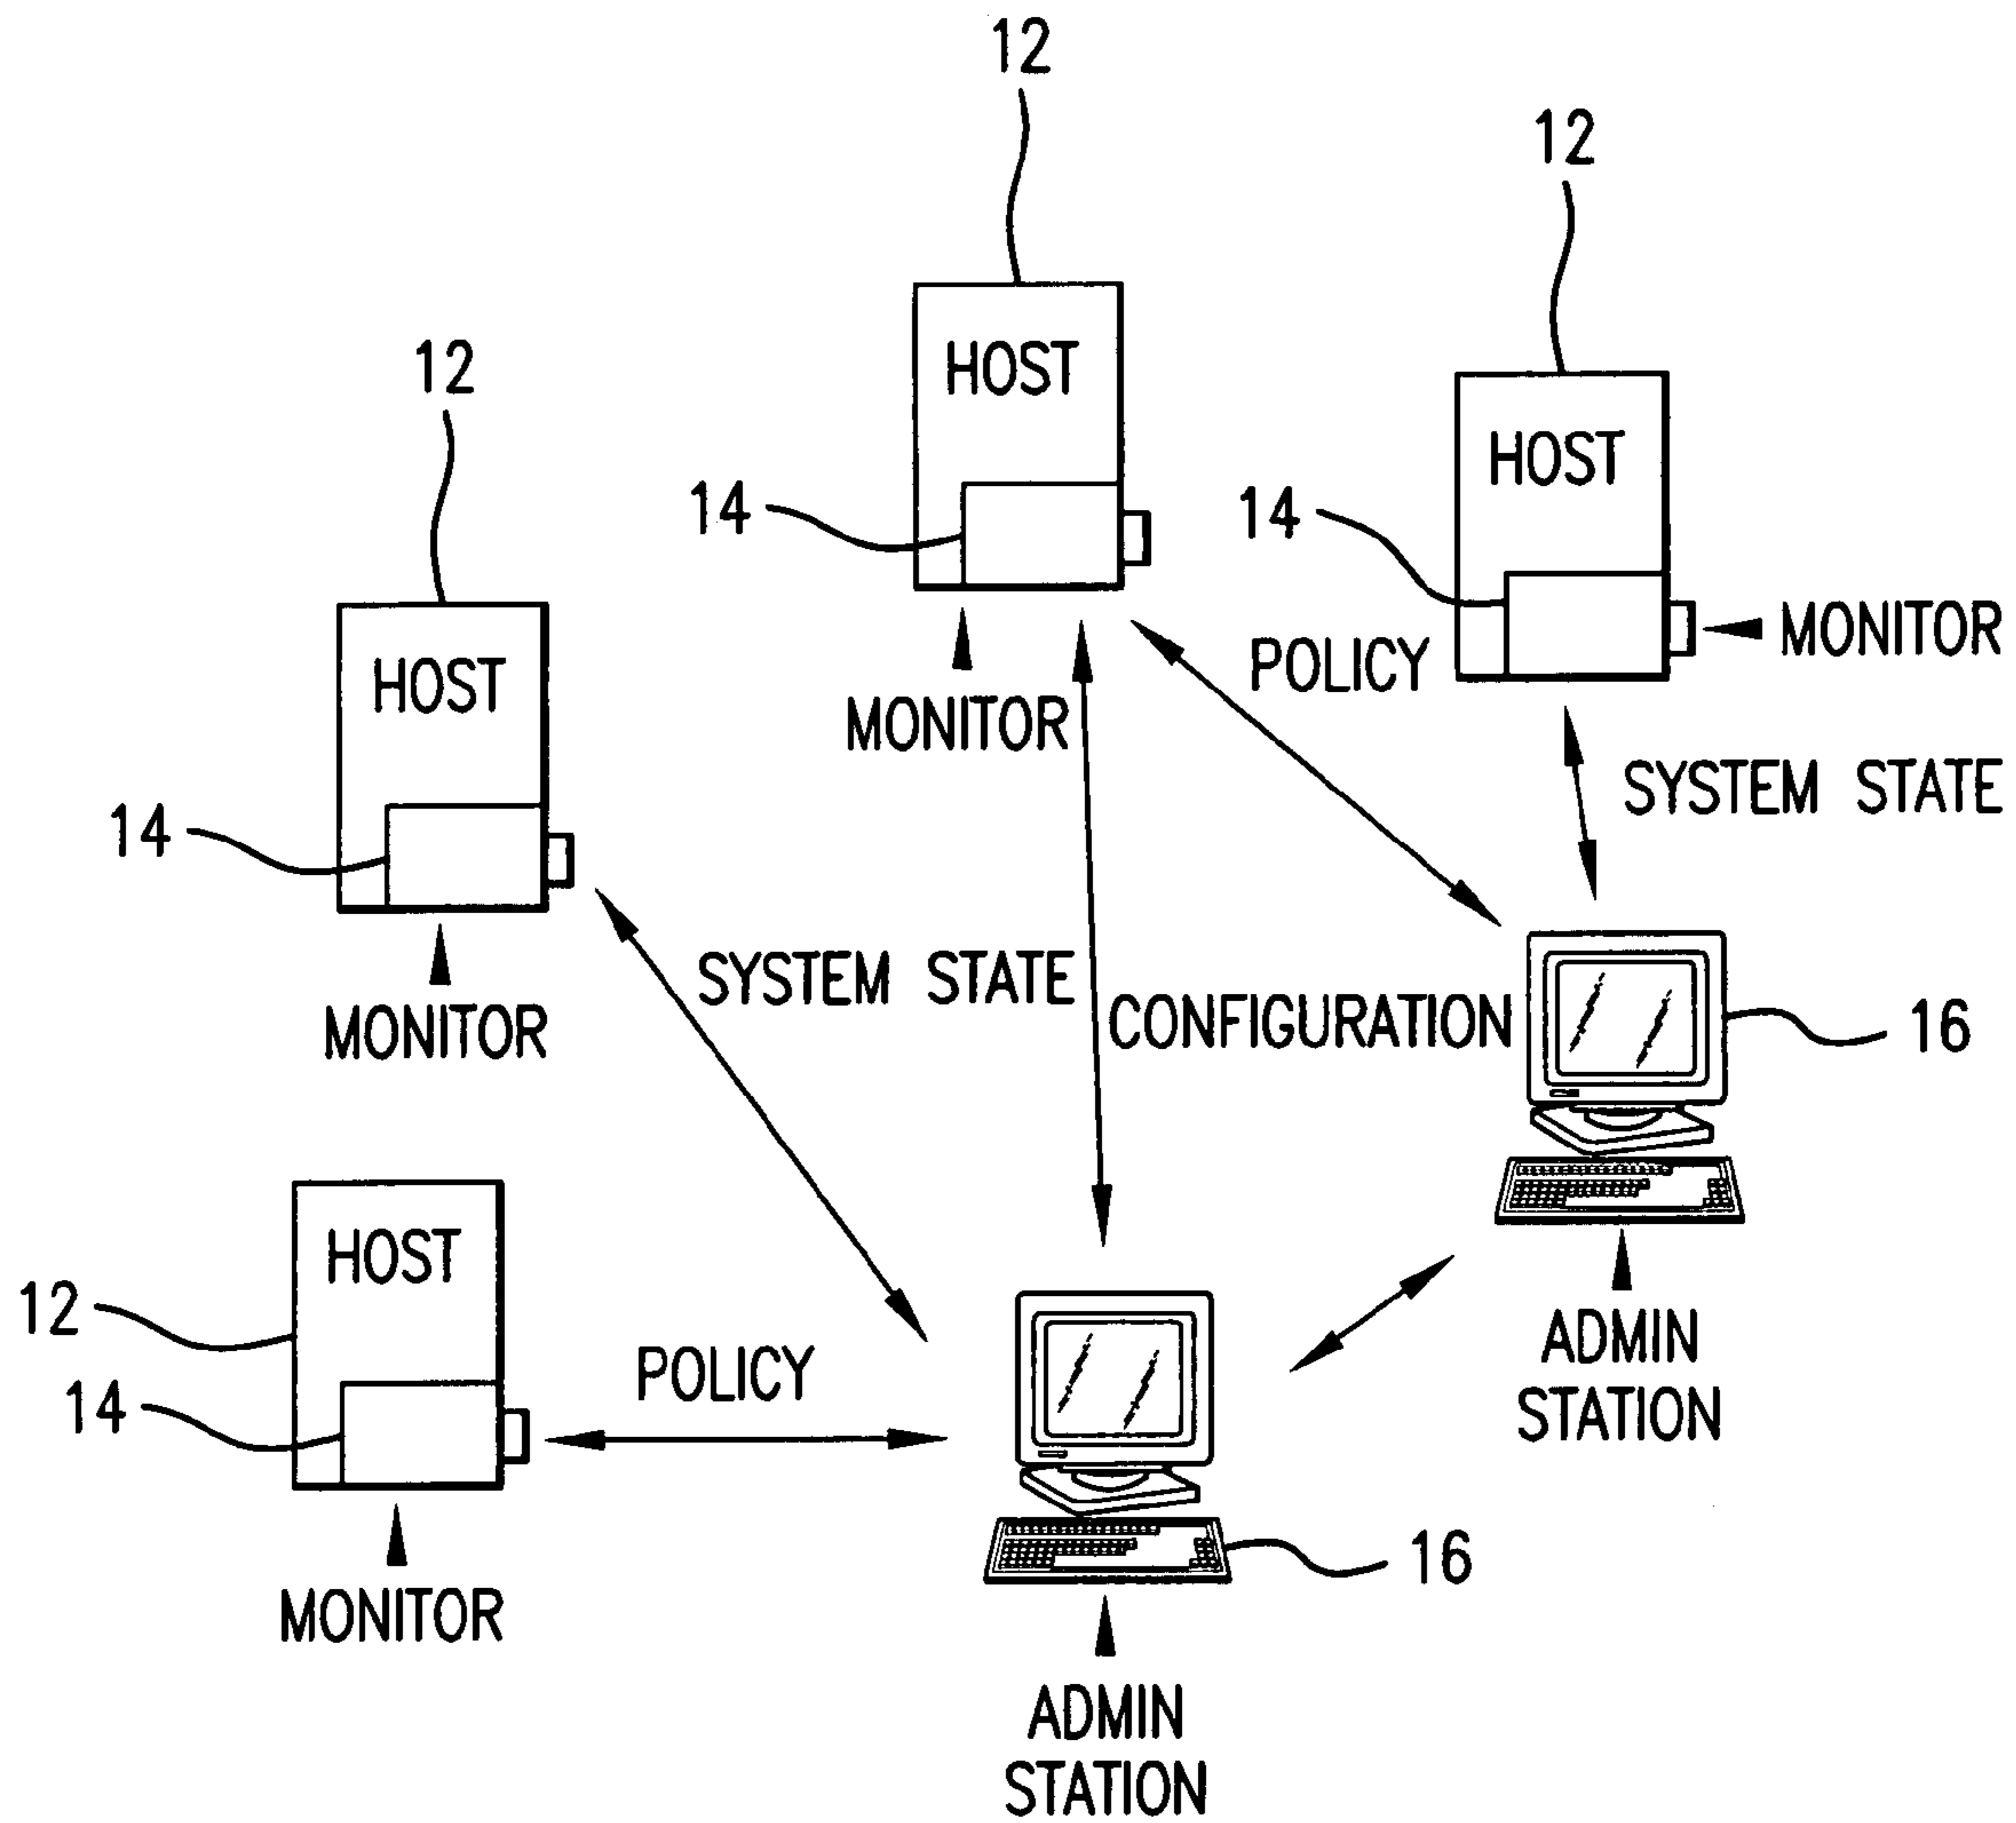 12
12
12
HOST
HOST
14
14
HOST
MONITOR
POLICY
MONITOR
SYSTEM STATE
14
MONITOR
SYSTEM STATE
CONFIGURATION
16
HOST
12
14
POLICY
ADMIN
STATION
MONITOR
16
ADMIN
STATION